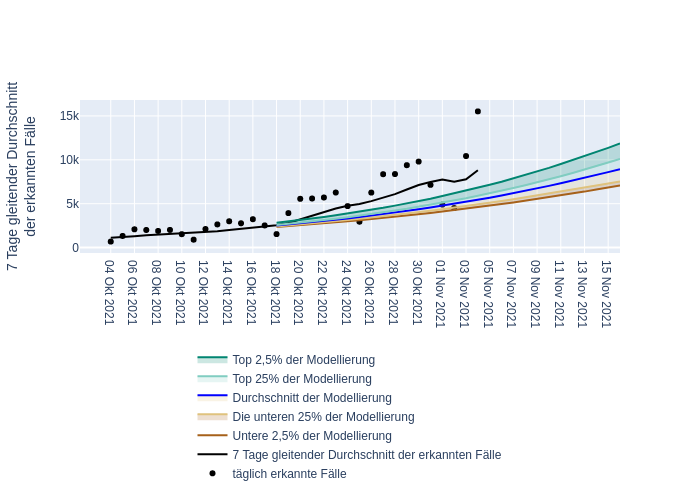 7 Tage gleitender Durchschnitt
der erkannten Fälle
15k
10k
5k
0
04 Okt 2021
06 Okt 2021
08 Okt 2021
10 Okt 2021
12 Okt 2021
14 Okt 2021
16 Okt 2021
18 Okt 2021
20 Okt 2021
22 Okt 2021
24 Okt 2021
26 Okt 2021
28 Okt 2021
30 Okt 2021
01 Nov 2021
03 Nov 2021
05 Nov 2021
07 Nov 2021
09 Nov 2021
11 Nov 2021
13 Nov 2021
15 Nov 2021
Top 2,5% der Modellierung
Top 25% der Modellierung
Durchschnitt der Modellierung
Die unteren 25% der Modellierung
Untere 2,5% der Modellierung
7 Tage gleitender Durchschnitt der erkannten Fälle
täglich erkannte Fälle